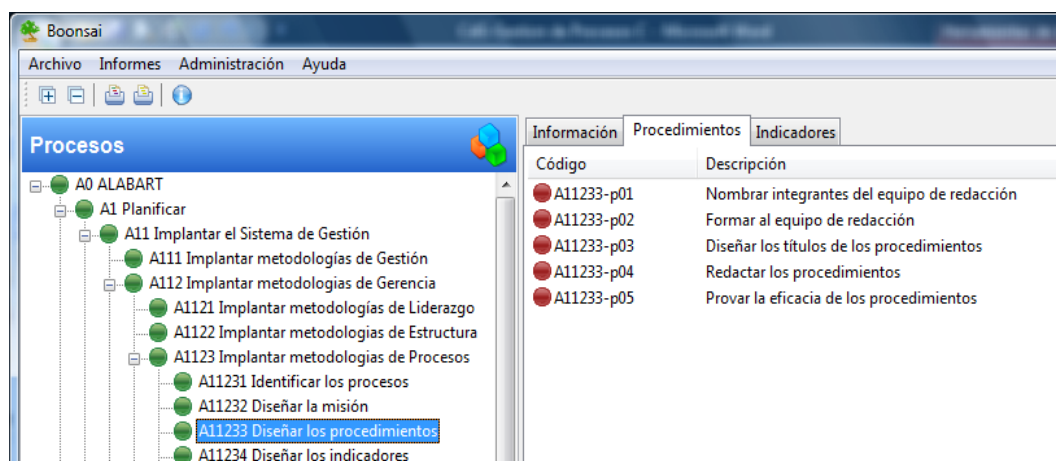 Boonsai
Archivo Informes Administración Ayuda
Procesos
A0 ALABART
A1 Planificar
A11 Implantar el Sistema de Gestión
A111 Implantar metodologías de Gestión
A112 Implantar metodologias de Gerencia
A1121 Implantar metodologías de Liderazgo
A1122 Implantar metodologias de Estructura
A1123 Implantar metodologias de Procesos
A11231 Identificar los procesos
A11232 Diseñar la misión
A11233 Diseñar los procedimientos
A11234 Diseñar los indicadores
Información Procedimientos Indicadores
Código Descripción
A11233-p01 Nombrar integrantes del equipo de redacción
A11233-p02 Formar al equipo de redacción
A11233-p03 Diseñar los títulos de los procedimientos
A11233-p04 Redactar los procedimientos
A11233-p05 Provar la eficacia de los procedimientos